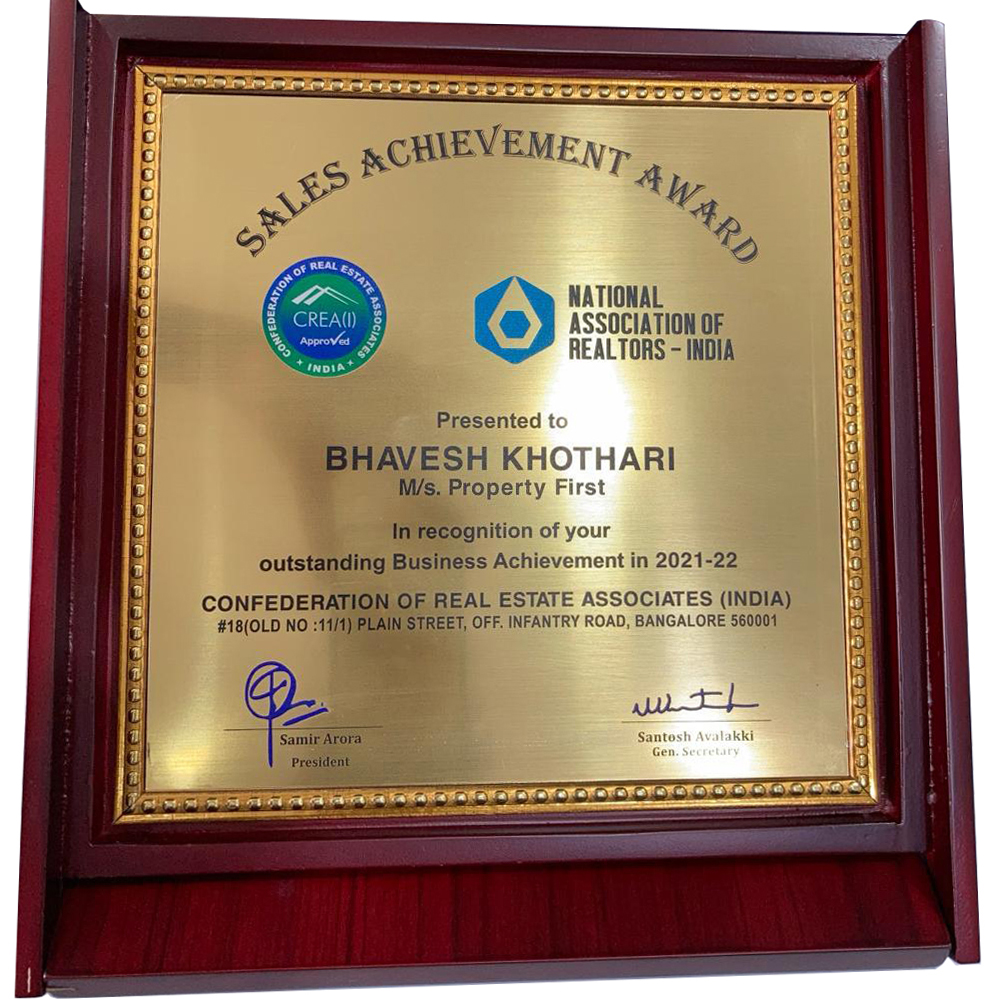 SALES ACHIEVEMENT AWARD
CONFEDERATION OF REAL ESTATE ASSOCIATES
CREA(I)
Approved
★ INDIA ★
NATIONAL
ASSOCIATION OF
REALTORS – INDIA
Presented to
BHAVESH KHOTHARI
M/s. Property First
In recognition of your
outstanding Business Achievement in 2021-22
CONFEDERATION OF REAL ESTATE ASSOCIATES (INDIA)
#18(OLD NO :11/1) PLAIN STREET, OFF. INFANTRY ROAD, BANGALORE 560001
Samir Arora
President
Santosh Avalakki
Gen. Secretary